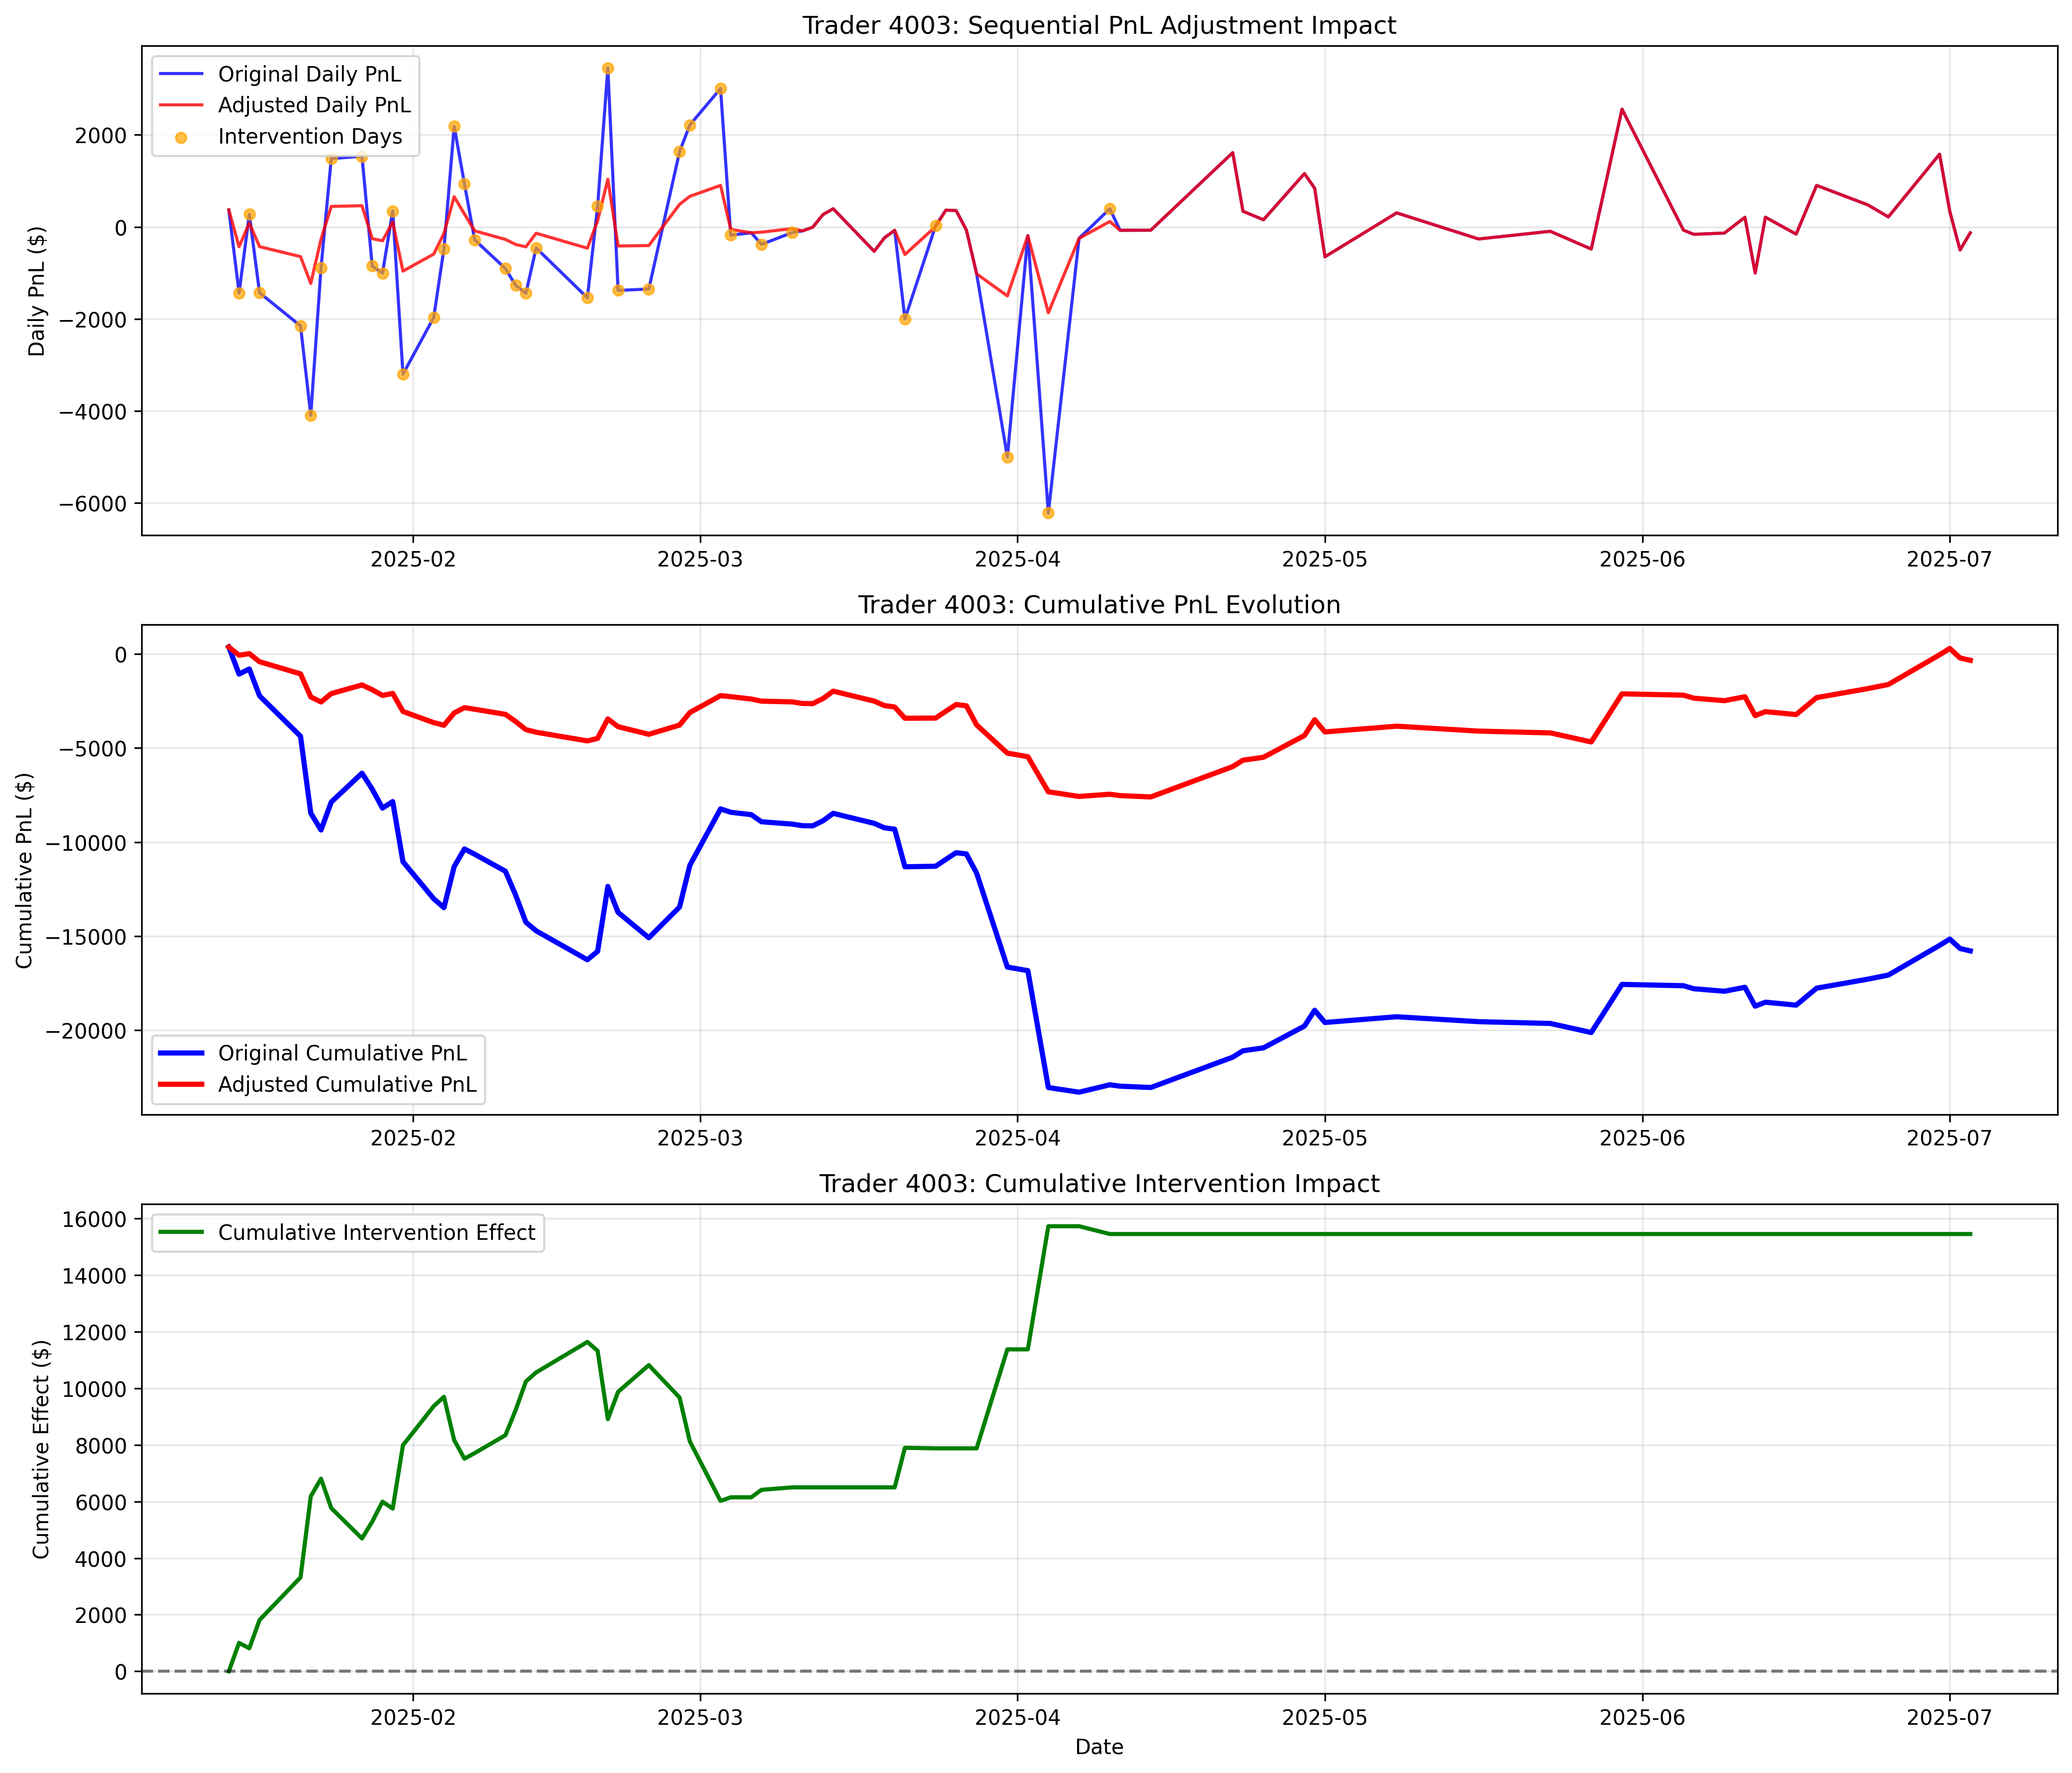 Trader 4003: Sequential PnL Adjustment Impact
Original Daily PnL
Adjusted Daily PnL
Intervention Days
Daily PnL ($)
2000
0
−2000
−4000
−6000
2025-02 2025-03 2025-04 2025-05 2025-06 2025-07
Trader 4003: Cumulative PnL Evolution
Cumulative PnL ($)
0
−5000
−10000
−15000
−20000
Original Cumulative PnL
Adjusted Cumulative PnL
2025-02 2025-03 2025-04 2025-05 2025-06 2025-07
Trader 4003: Cumulative Intervention Impact
Cumulative Intervention Effect
Cumulative Effect ($)
16000
14000
12000
10000
8000
6000
4000
2000
0
2025-02 2025-03 2025-04 2025-05 2025-06 2025-07
Date